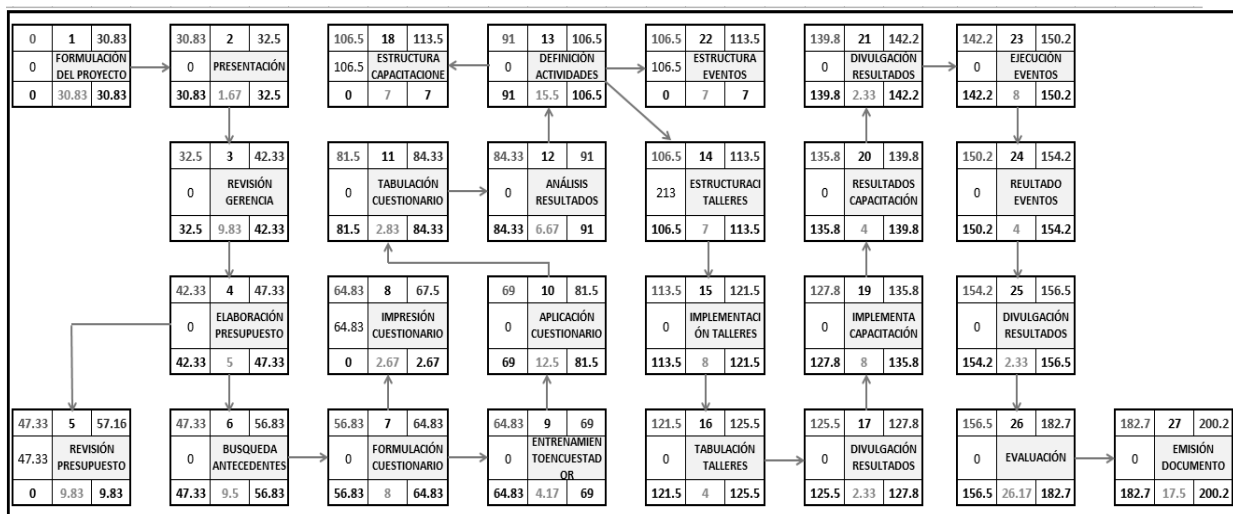 0 1 30.83 30.83 2 32.5 106.5 18 113.5 91 13 106.5 106.5 22 113.5 139.8 21 142.2 142.2 23 150.2
0 FORMULACIÓN DEL PROYECTO 0 PRESENTACIÓN 106.5 ESTRUCTURA CAPACITACIONE 0 DEFINICIÓN ACTIVIDADES 106.5 ESTRUCTURA EVENTOS 0 DIVULGACIÓN RESULTADOS 0 EJECUCIÓN EVENTOS
0 30.83 30.83 30.83 1.67 32.5 0 7 7 91 15.5 106.5 0 7 7 139.8 2.33 142.2 142.2 8 150.2
32.5 3 42.33 81.5 11 84.33 84.33 12 91 106.5 14 113.5 135.8 20 139.8 150.2 24 154.2
0 REVISIÓN GERENCIA 0 TABULACIÓN CUESTIONARIO 0 ANÁLISIS RESULTADOS 213 ESTRUCTURACI TALLERES 0 RESULTADOS CAPACITACIÓN 0 REULTADO EVENTOS
32.5 9.83 42.33 81.5 2.83 84.33 84.33 6.67 91 106.5 7 113.5 135.8 4 139.8 150.2 4 154.2
42.33 4 47.33 64.83 8 67.5 69 10 81.5 113.5 15 121.5 127.8 19 135.8 154.2 25 156.5
0 ELABORACIÓN PRESUPUESTO 64.83 IMPRESIÓN CUESTIONARIO 0 APLICACIÓN CUESTIONARIO 0 IMPLEMENTACI ÓN TALLERES 0 IMPLEMENTA CAPACITACIÓN 0 DIVULGACIÓN RESULTADOS
42.33 5 47.33 0 2.67 2.67 69 12.5 81.5 113.5 8 121.5 127.8 8 135.8 154.2 2.33 156.5
47.33 5 57.16 47.33 6 56.83 56.83 7 64.83 64.83 9 69 121.5 16 125.5 125.5 17 127.8 156.5 26 182.7 182.7 27 200.2
47.33 REVISIÓN PRESUPUESTO 0 BUSQUEDA ANTECEDENTES 0 FORMULACIÓN CUESTIONARIO 0 ENTRENAMIEN TOENCUESTAD OR 0 TABULACIÓN TALLERES 0 DIVULGACIÓN RESULTADOS 0 EVALUACIÓN 0 EMISIÓN DOCUMENTO
0 9.83 9.83 47.33 9.5 56.83 56.83 8 64.83 64.83 4.17 69 121.5 4 125.5 125.5 2.33 127.8 156.5 26.17 182.7 182.7 17.5 200.2